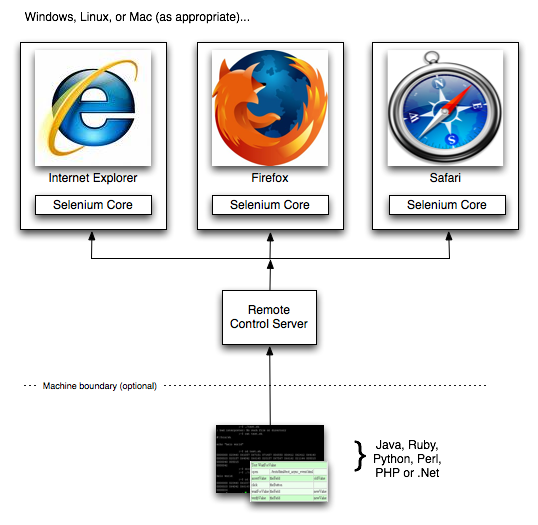 Windows, Linux, or Mac (as appropriate)...
Internet Explorer
Firefox
Safari
Selenium Core
Selenium Core
Selenium Core
Remote
Control Server
Machine boundary (optional)
Java, Ruby,
Python, Perl,
PHP or .Net